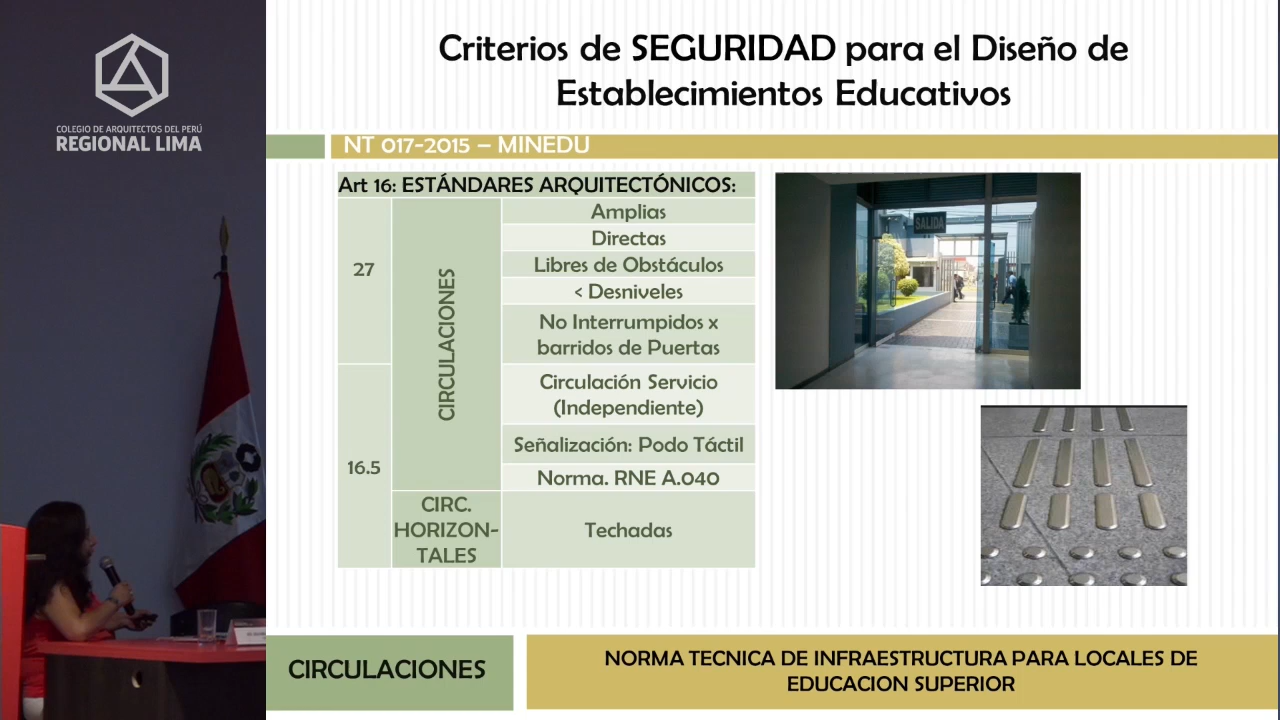 COLEGIO DE ARQUITECTOS DEL PERÚ
REGIONAL LIMA
Criterios de SEGURIDAD para el Diseño de
Establecimientos Educativos
NT 017-2015 – MINEDU
Art 16: ESTÁNDARES ARQUITECTÓNICOS:
27
CIRCULACIONES
Amplias
Directas
Libres de Obstáculos
< Desniveles
No Interrumpidos x
barridos de Puertas
16.5
Circulación Servicio
(Independiente)
Señalización: Podo Táctil
Norma. RNE A.040
CIRC.
HORIZON-
TALES
Techadas
SALIDA
CIRCULACIONES
NORMA TECNICA DE INFRAESTRUCTURA PARA LOCALES DE
EDUCACION SUPERIOR